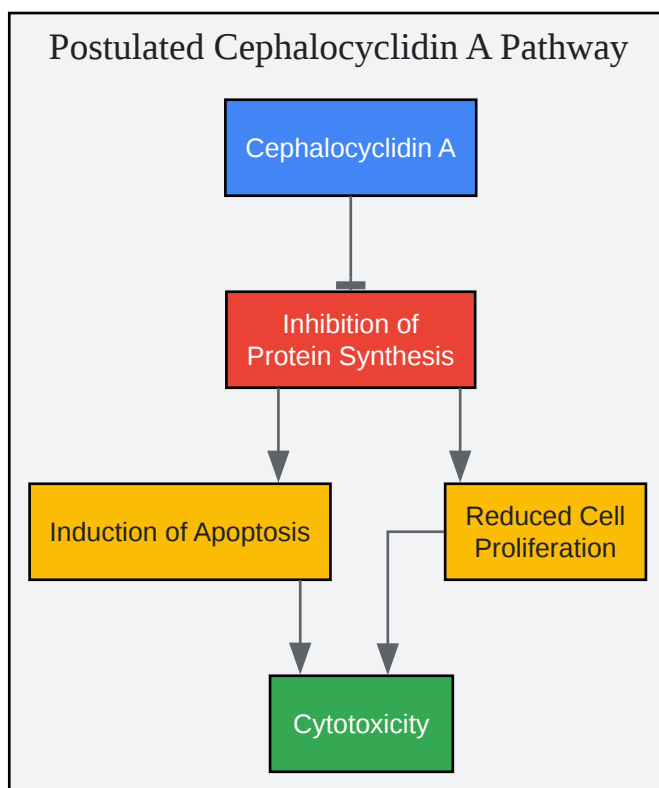 Postulated Cephalocyclidin A Pathway
Cephalocyclidin A
Inhibition of
Protein Synthesis
Induction of Apoptosis
Reduced Cell
Proliferation
Cytotoxicity